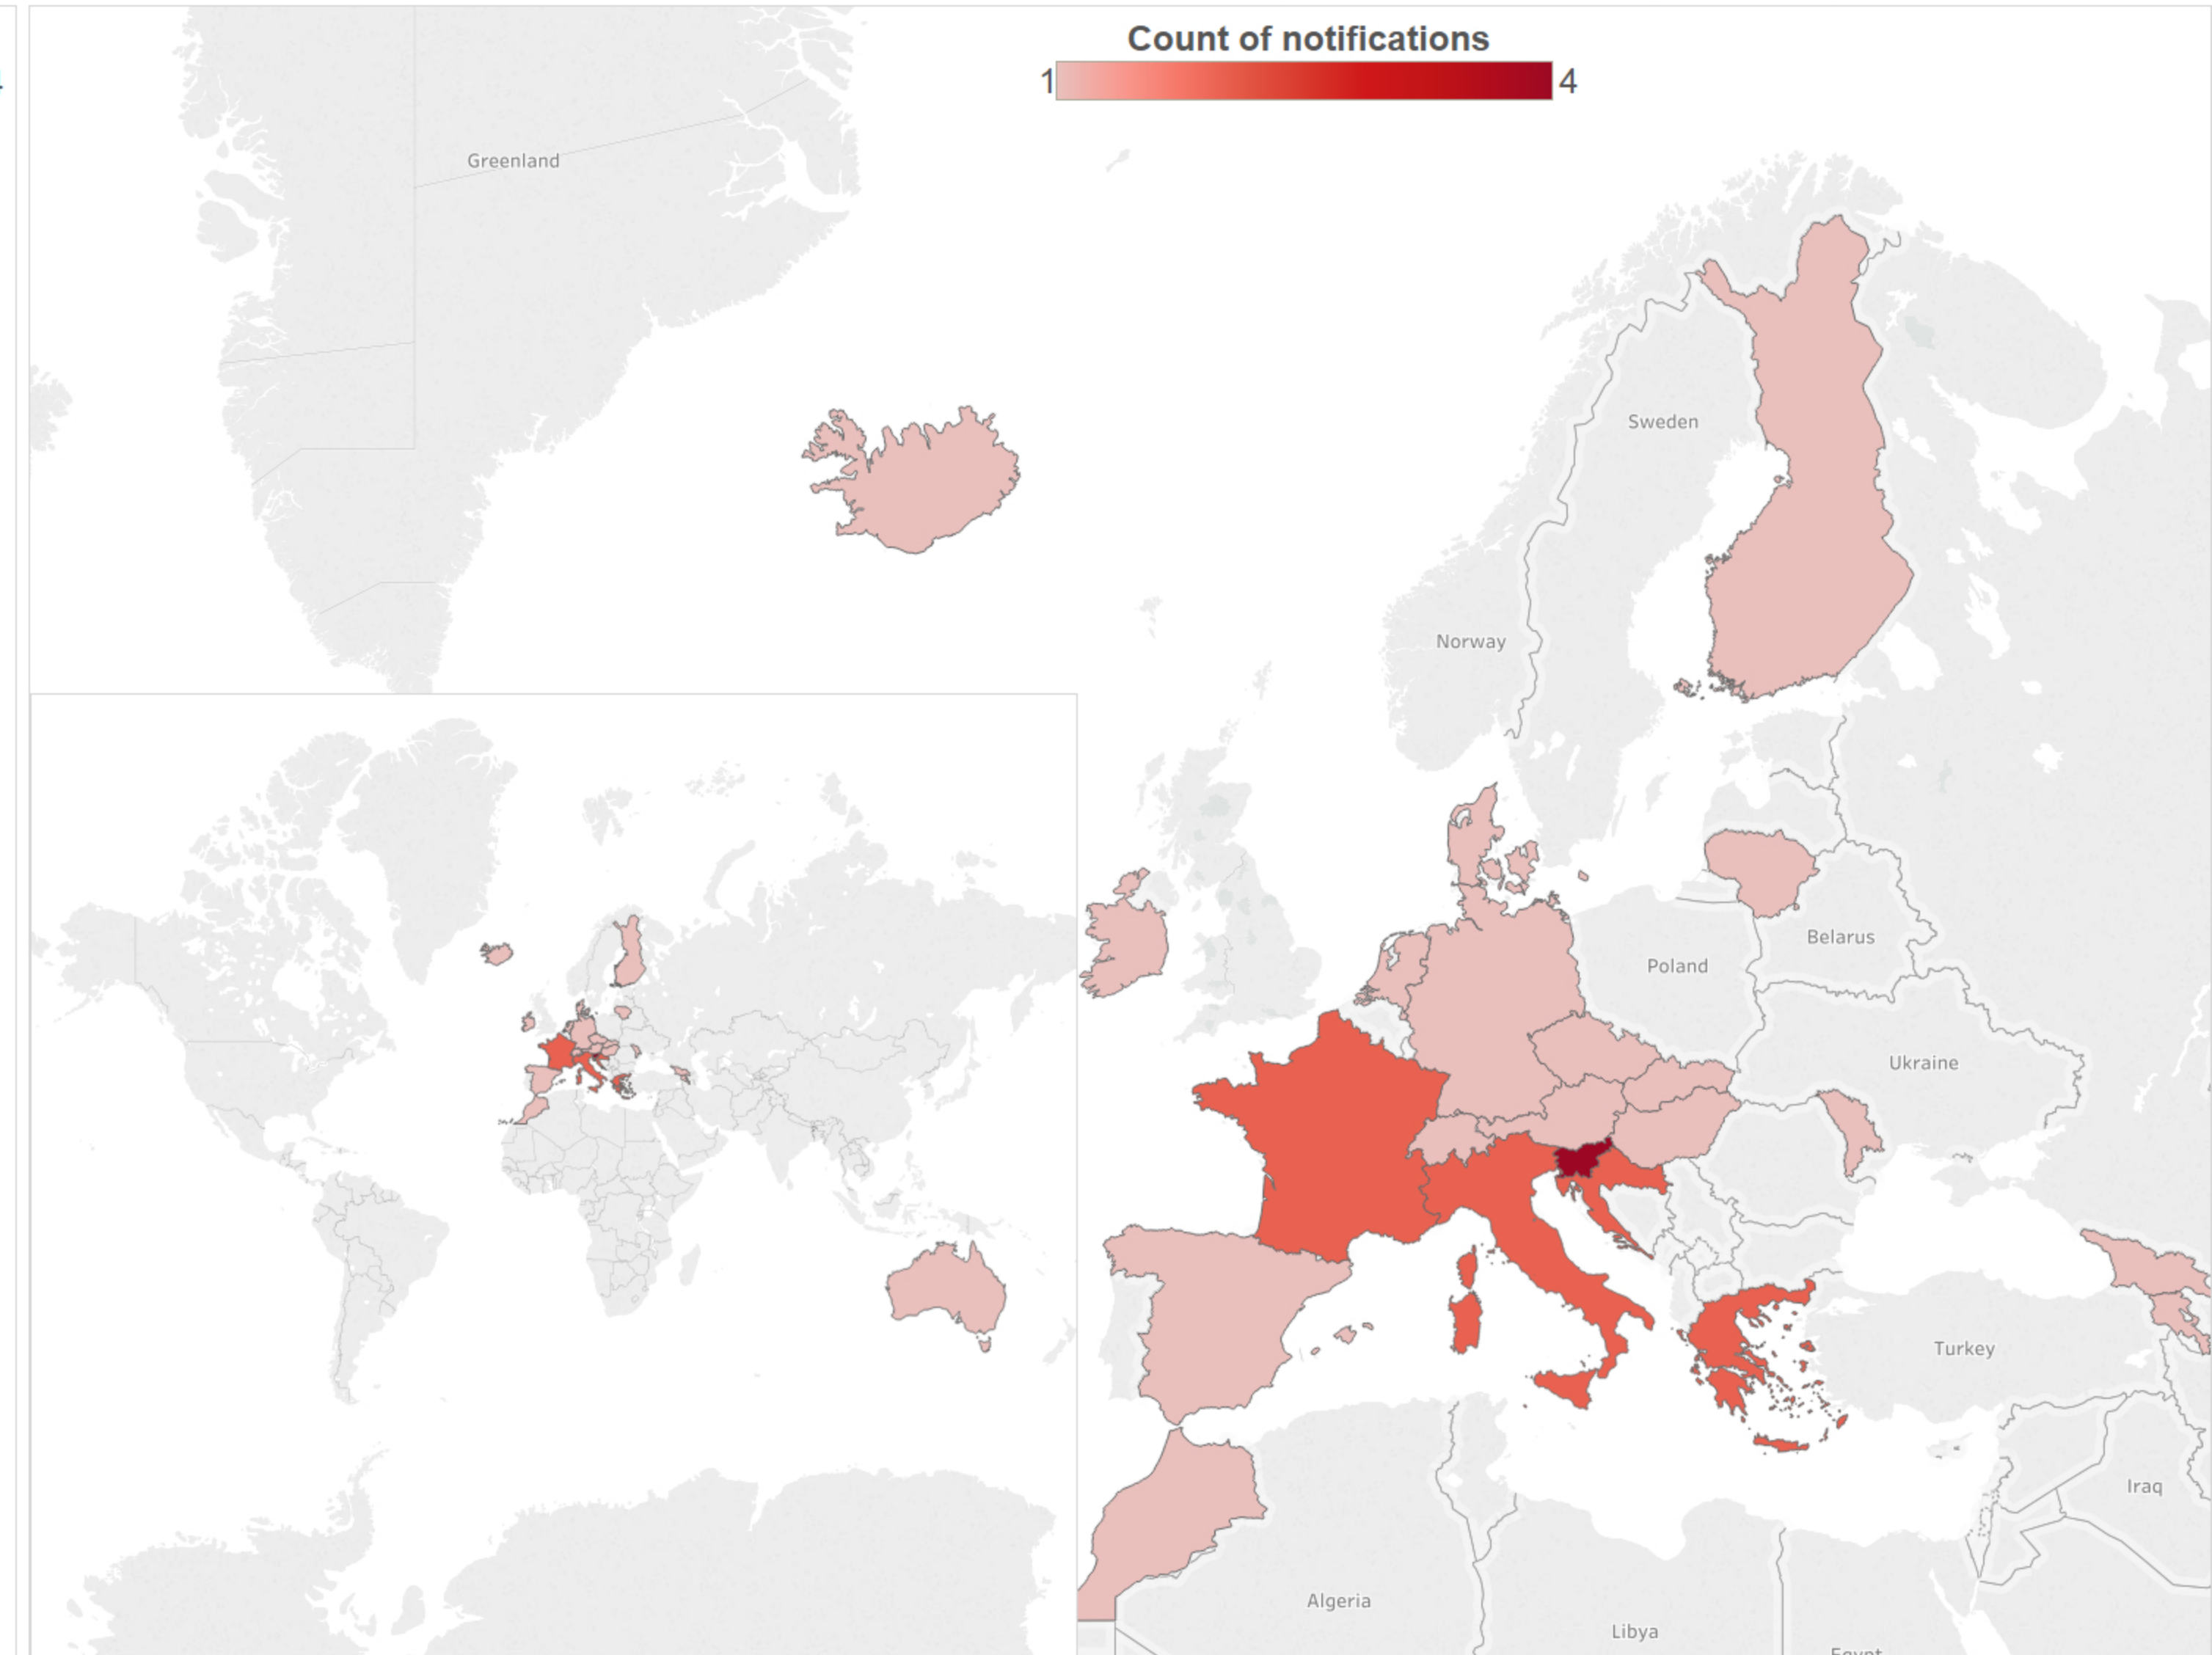 Count of notifications
1 4
Greenland
Sweden
Norway
Belarus
Poland
Ukraine
Turkey
Iraq
Algeria
Libya